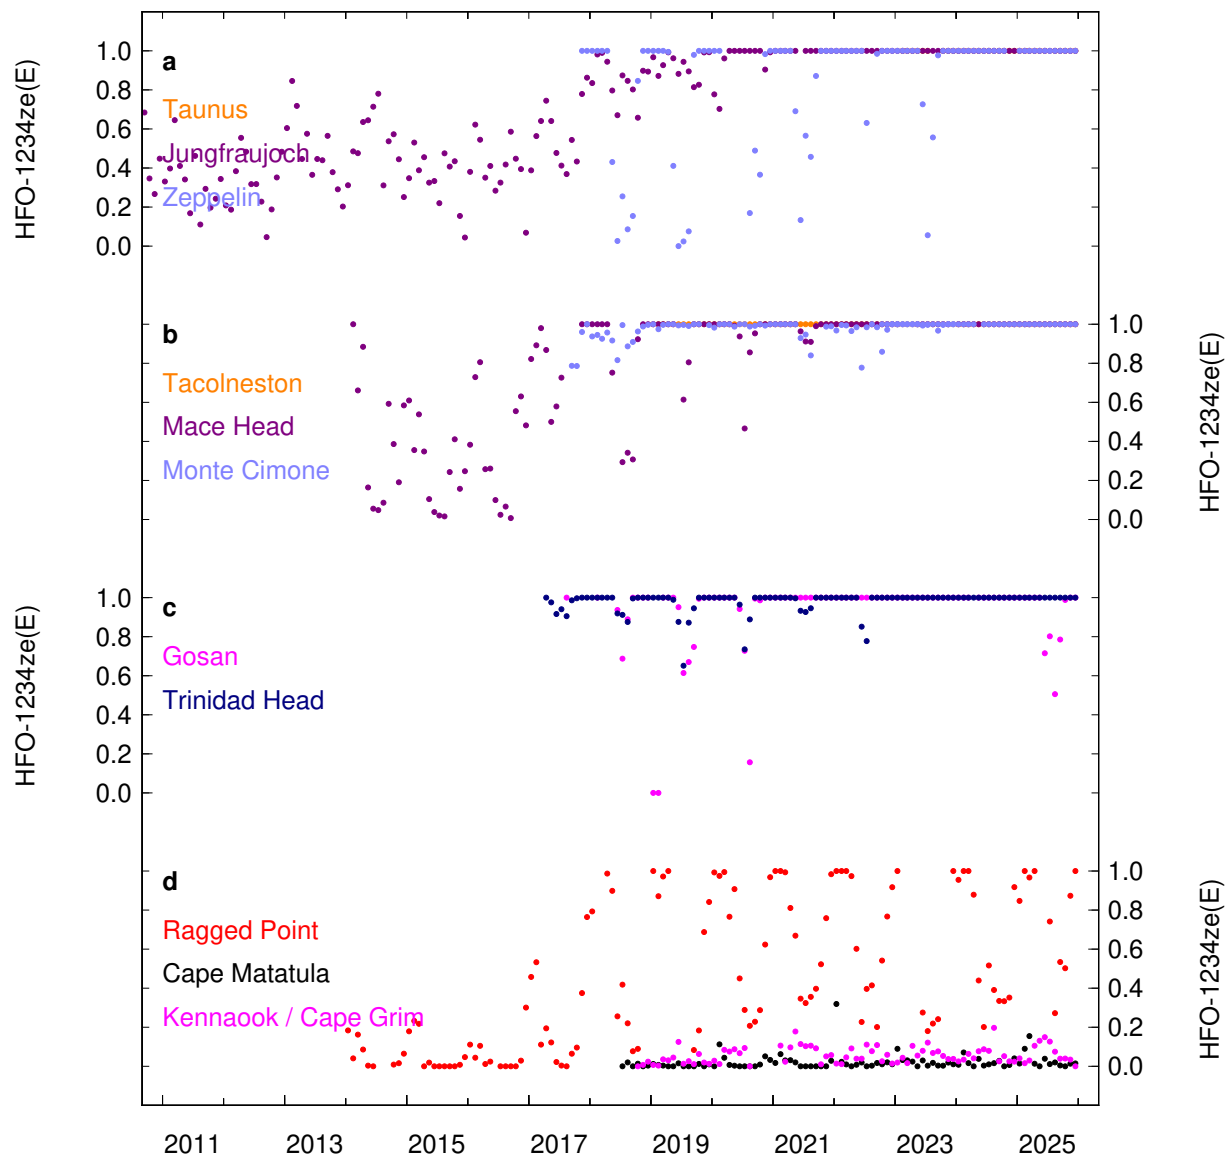 a
1.0
0.8
0.6
0.4
0.2
0.0
HFO-1234ze(E)
Taunus
Jungfraujoch
Zeppelin
b
Tacolneston
Mace Head
Monte Cimone
1.0
0.8
0.6
0.4
0.2
0.0
HFO-1234ze(E)
c
1.0
0.8
0.6
0.4
0.2
0.0
HFO-1234ze(E)
Gosan
Trinidad Head
d
Ragged Point
Cape Matatula
Kennaook / Cape Grim
1.0
0.8
0.6
0.4
0.2
0.0
HFO-1234ze(E)
2011 2013 2015 2017 2019 2021 2023 2025